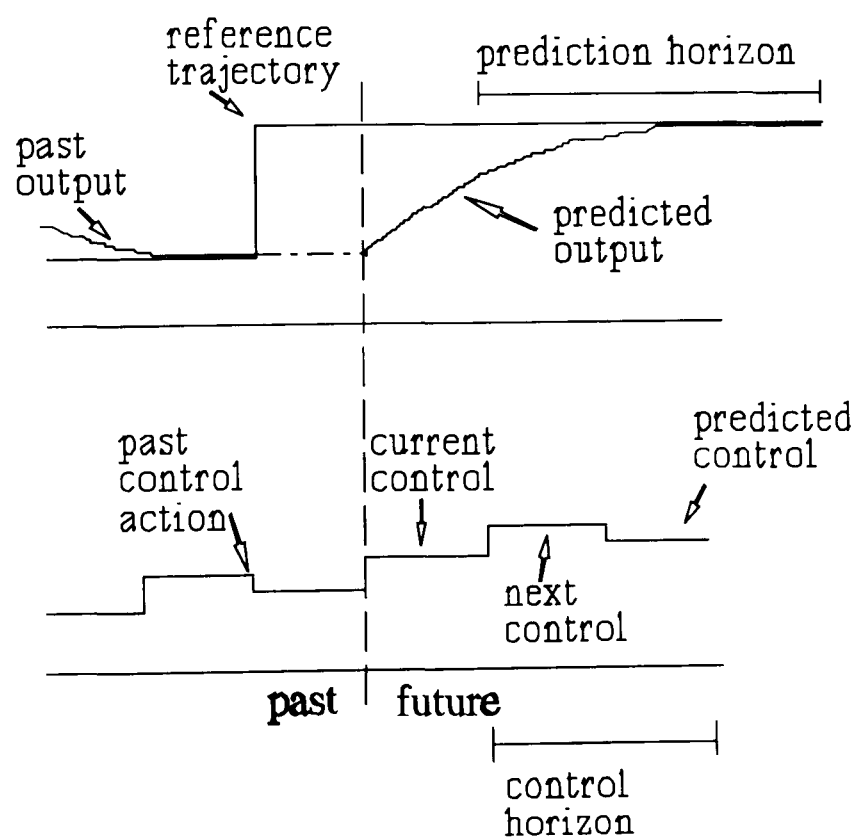 reference
trajectory
prediction horizon
past
output
predicted
output
past
control
action
current
control
predicted
control
next
control
past
future
control
horizon